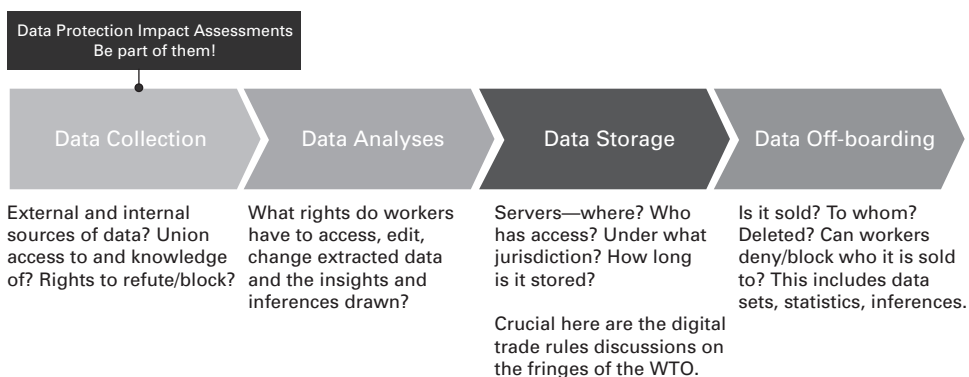 Data Protection Impact Assessments
Be part of them!
Data Collection
Data Analyses
Data Storage
Data Off-boarding
External and internal
sources of data? Union
access to and knowledge
of? Rights to refute/block?
What rights do workers
have to access, edit,
change extracted data
and the insights and
inferences drawn?
Servers—where? Who
has access? Under what
jurisdiction? How long
is it stored?
Crucial here are the digital
trade rules discussions on
the fringes of the WTO.
Is it sold? To whom?
Deleted? Can workers
deny/block who it is sold
to? This includes data
sets, statistics, inferences.